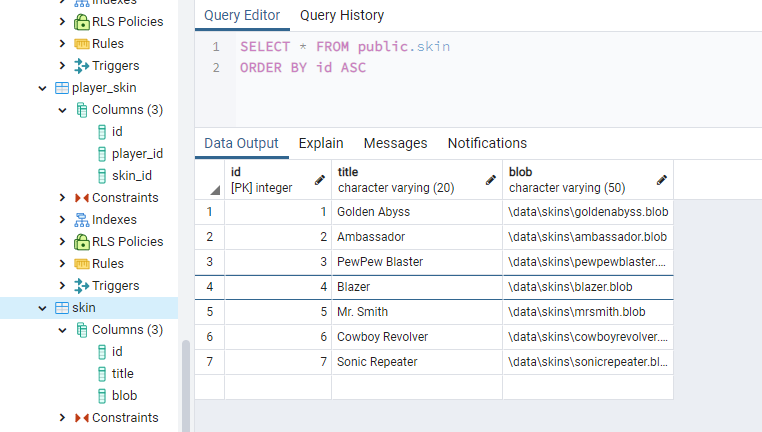 Indexes
RLS Policies
Rules
Triggers
player_skin
Columns (3)
id
player_id
skin_id
Constraints
Indexes
RLS Policies
Rules
Triggers
skin
Columns (3)
id
title
blob
Constraints
Query Editor Query History
1 SELECT * FROM public.skin
2 ORDER BY id ASC
Data Output Explain Messages Notifications
id title blob
[PK] integer character varying (20) character varying (50)
1 1 Golden Abyss \data\skins\goldenabyss.blob
2 2 Ambassador \data\skins\ambassador.blob
3 3 PewPew Blaster \data\skins\pewpewblaster....
4 4 Blazer \data\skins\blazer.blob
5 5 Mr. Smith \data\skins\mrsmith.blob
6 6 Cowboy Revolver \data\skins\cowboyrevolver....
7 7 Sonic Repeater \data\skins\sonicrepeater.bl...